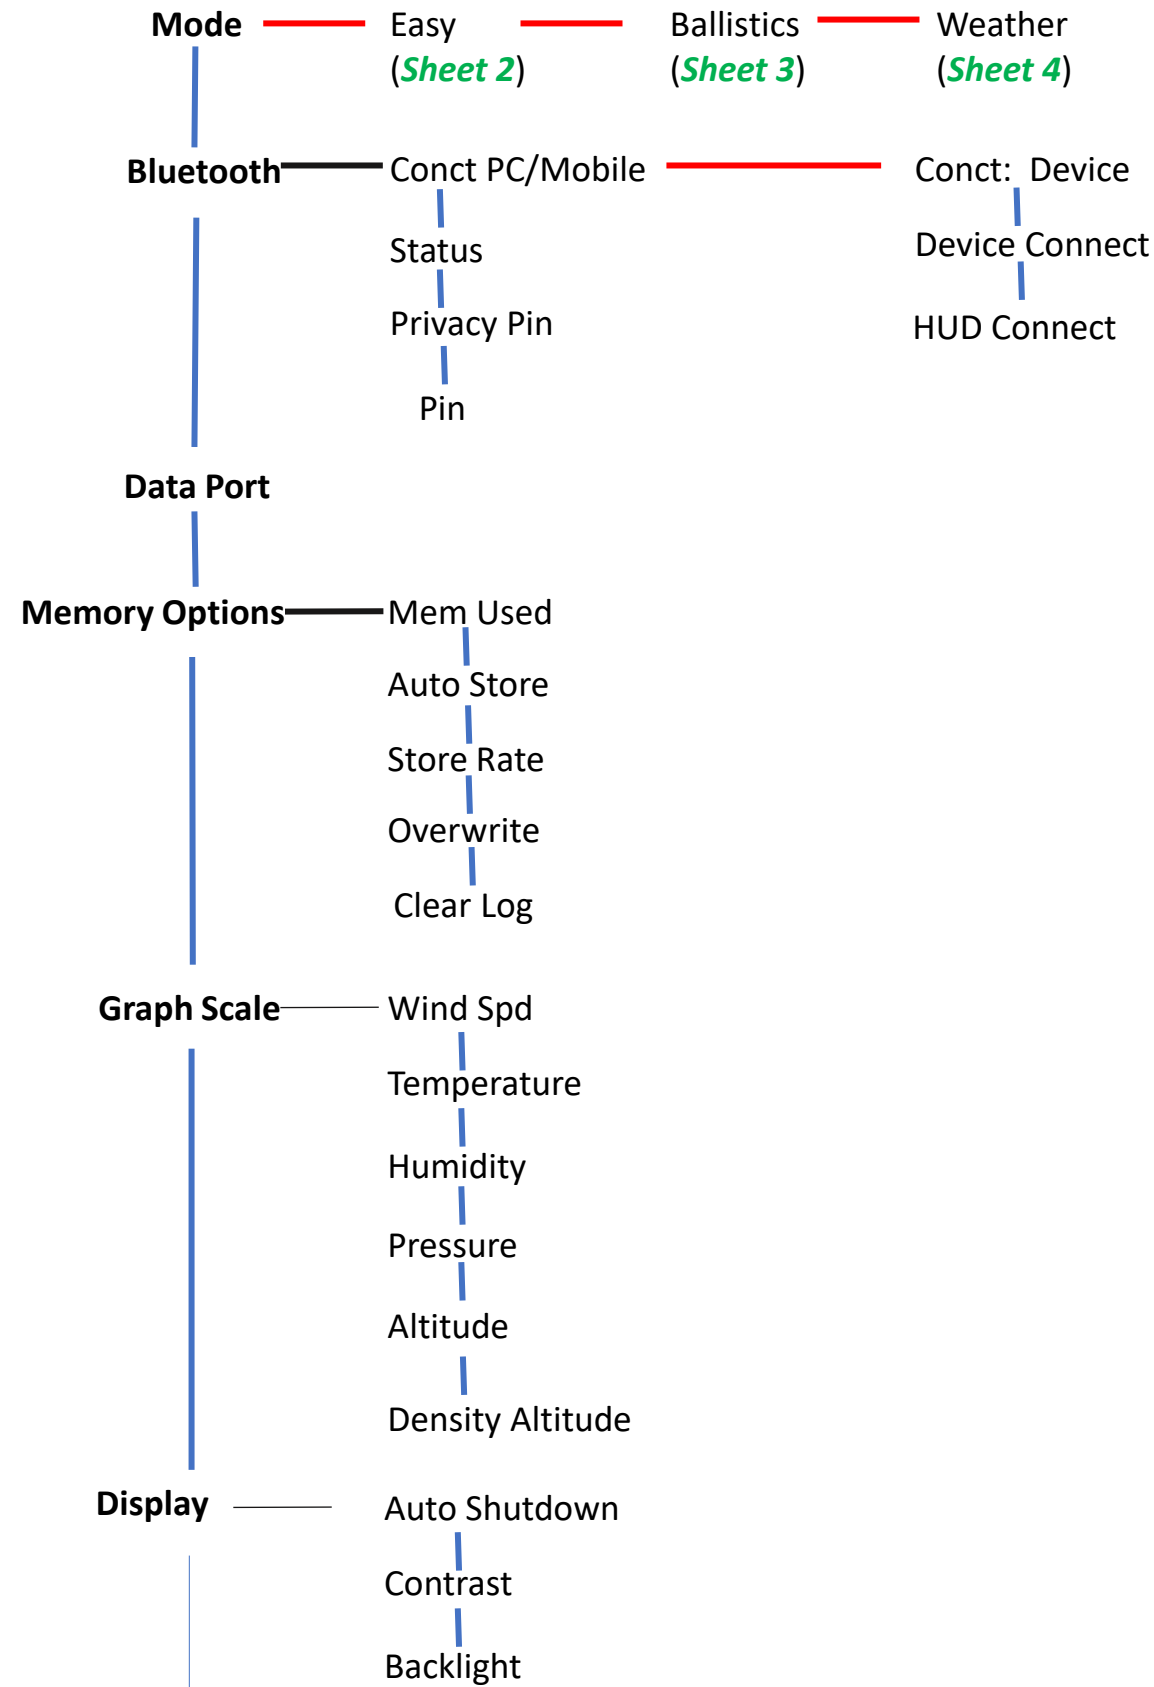 Mode Easy Ballistics Weather
(Sheet 2) (Sheet 3) (Sheet 4)
Bluetooth Conct PC/Mobile Conct: Device
Status Device Connect
Privacy Pin HUD Connect
Pin
Data Port
Memory Options Mem Used
Auto Store
Store Rate
Overwrite
Clear Log
Graph Scale Wind Spd
Temperature
Humidity
Pressure
Altitude
Density Altitude
Display Auto Shutdown
Contrast
Backlight